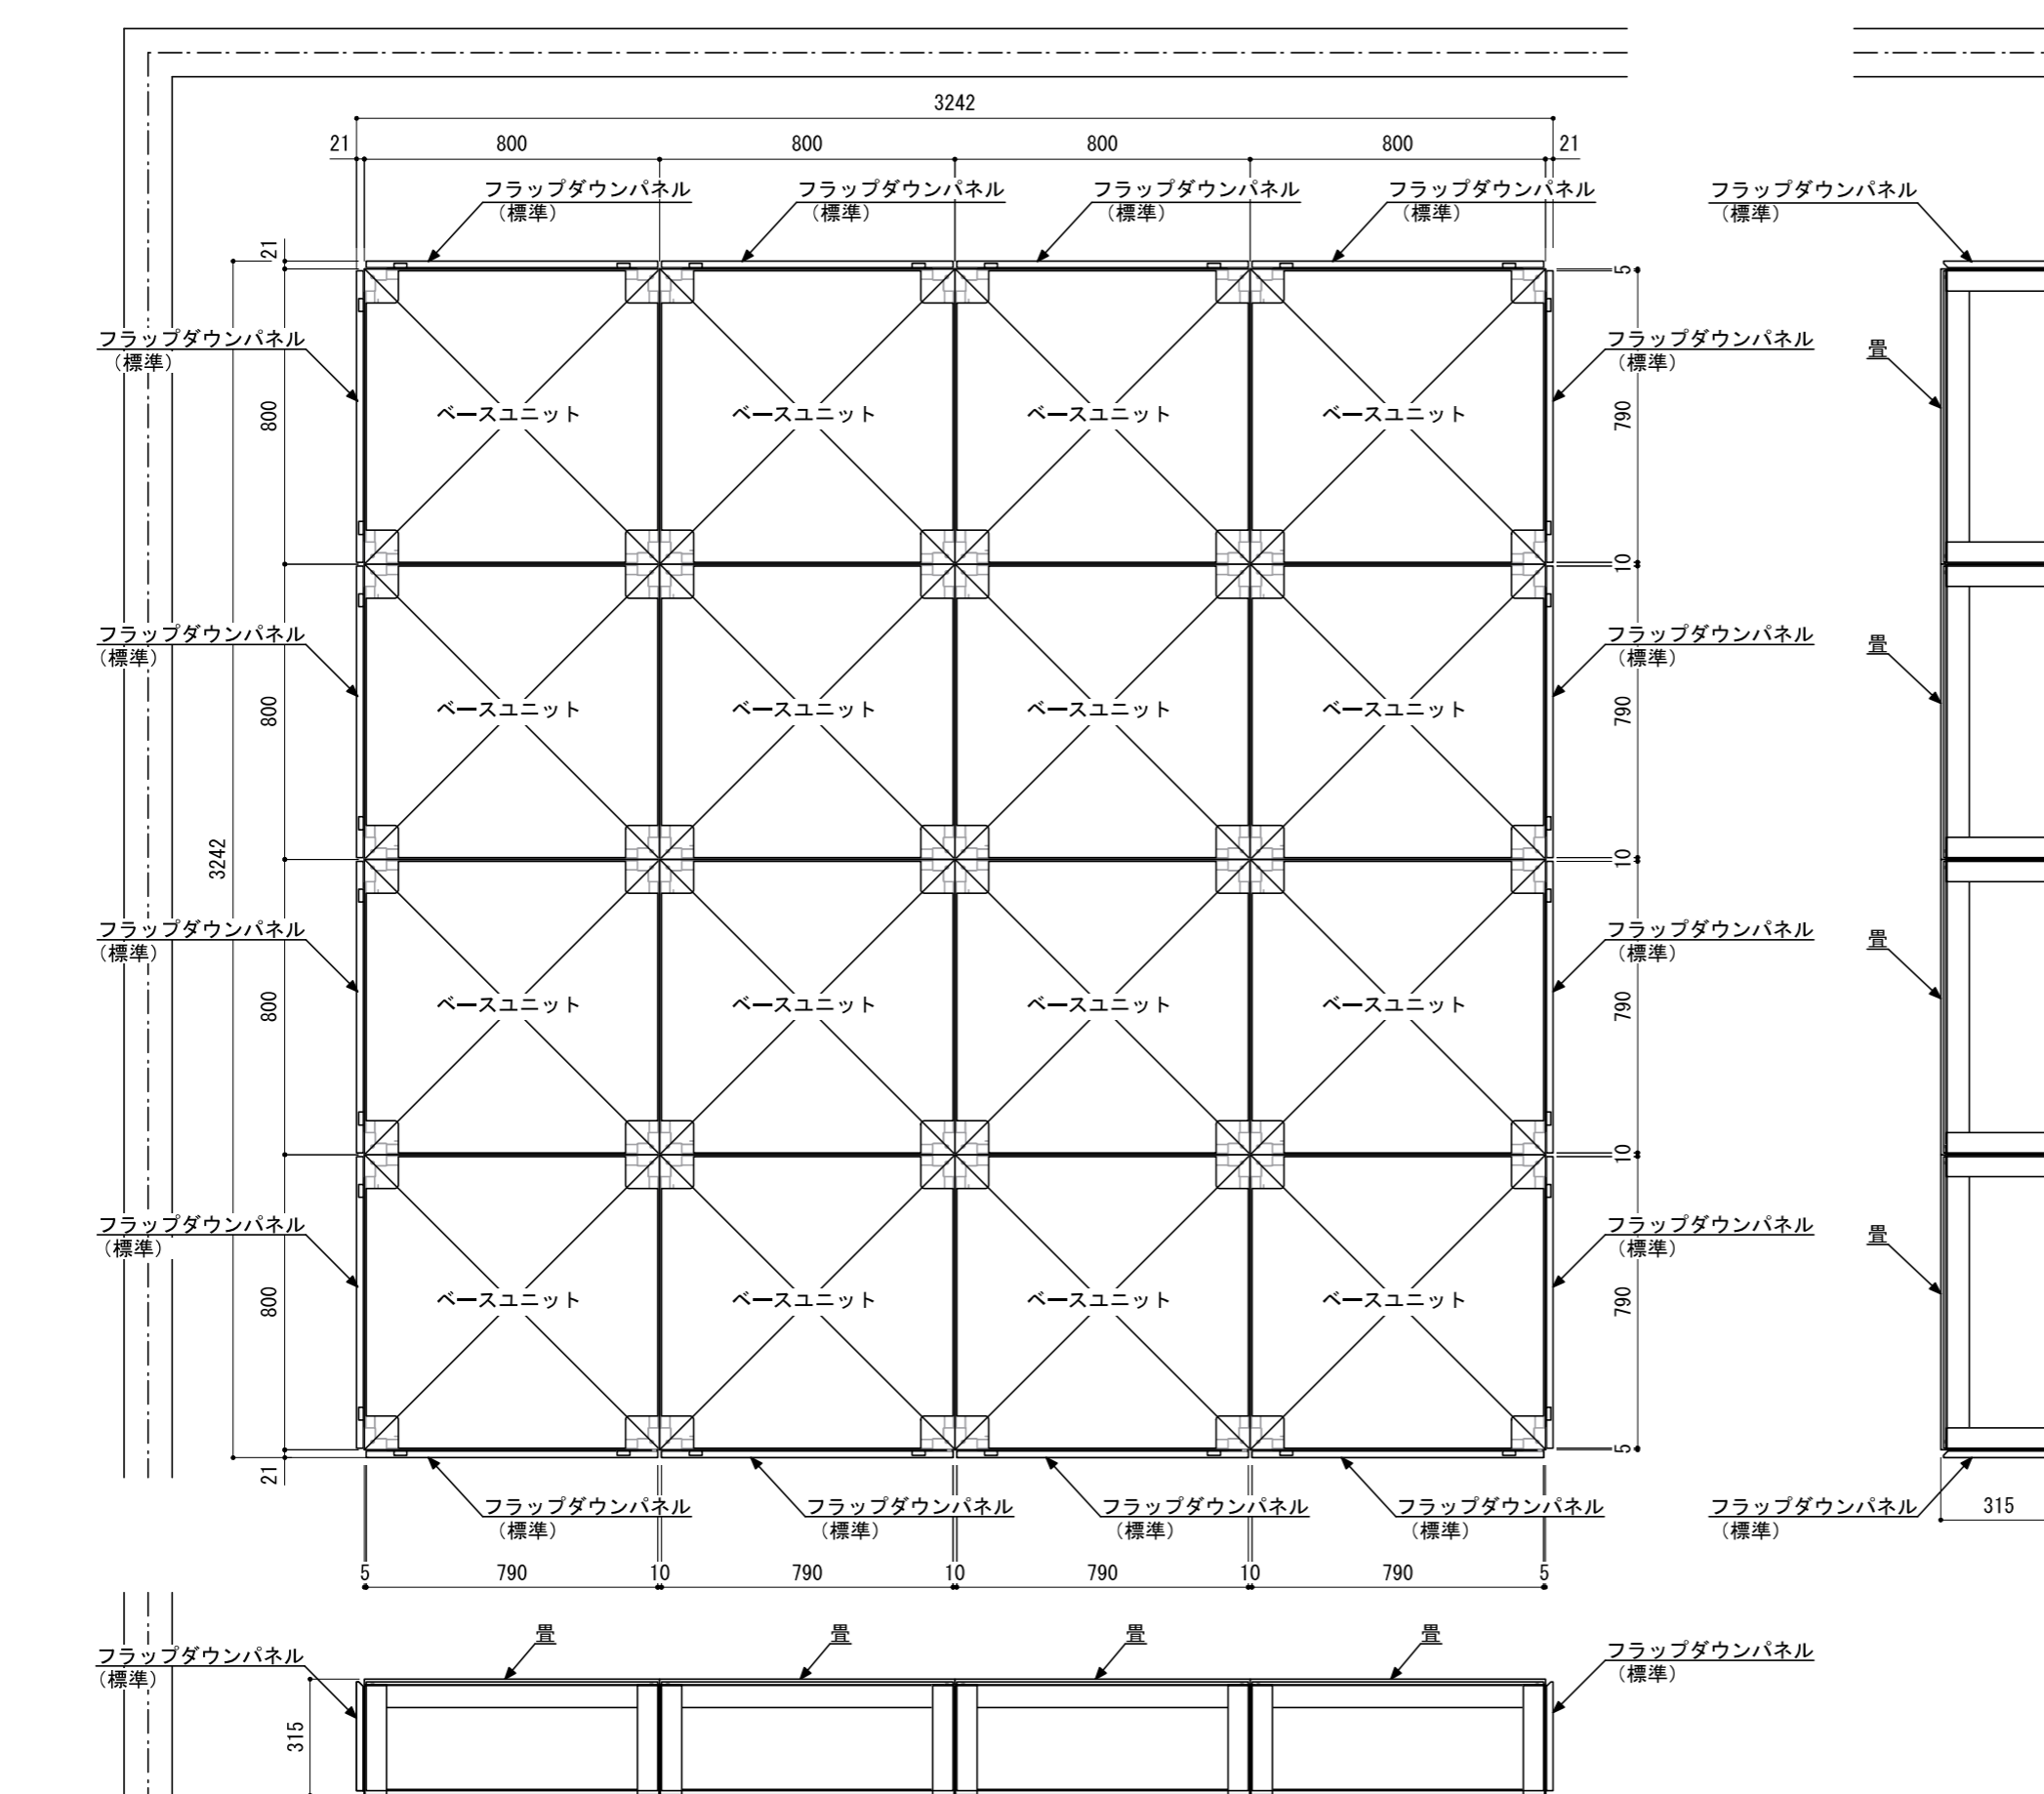 3242
21 800 800 800 800 21
フラップダウンパネル フラップダウンパネル フラップダウンパネル フラップダウンパネル フラップダウンパネル
（標準） （標準） （標準） （標準） （標準）
21 5
フラップダウンパネル フラップダウンパネル 畳
（標準） （標準）
800 ベースユニット ベースユニット ベースユニット ベースユニット 790
10
フラップダウンパネル フラップダウンパネル 畳
（標準） （標準）
800 ベースユニット ベースユニット ベースユニット ベースユニット 790
3242 10
フラップダウンパネル フラップダウンパネル 畳
（標準） （標準）
800 ベースユニット ベースユニット ベースユニット ベースユニット 790
10
フラップダウンパネル フラップダウンパネル 畳
（標準） （標準）
800 ベースユニット ベースユニット ベースユニット ベースユニット 790
21 5
フラップダウンパネル フラップダウンパネル フラップダウンパネル フラップダウンパネル フラップダウンパネル 315
（標準） （標準） （標準） （標準） （標準）
5 790 10 790 10 790 10 790 5
畳 畳 畳 畳
フラップダウンパネル フラップダウンパネル
（標準） （標準）
315